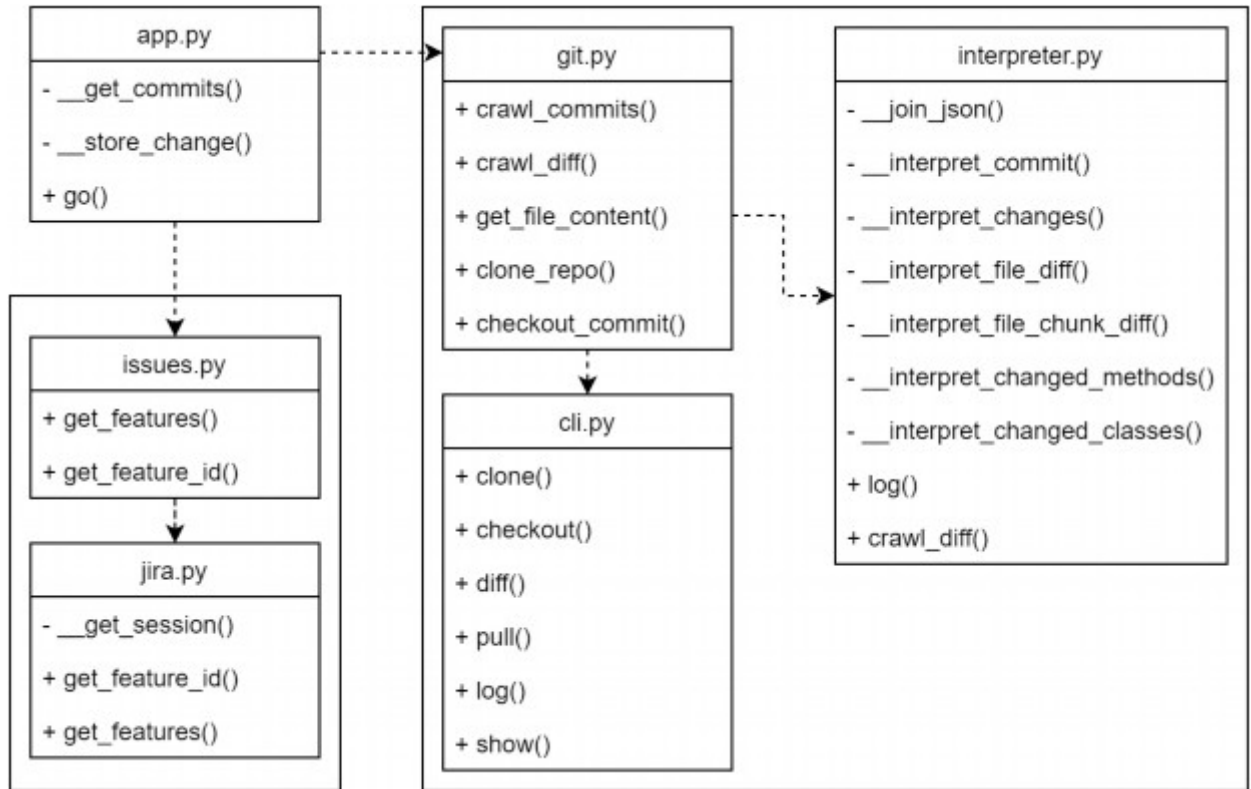 app.py
- __get_commits()
- __store_change()
+ go()
issues.py
+ get_features()
+ get_feature_id()
jira.py
- __get_session()
+ get_feature_id()
+ get_features()
git.py
+ crawl_commits()
+ crawl_diff()
+ get_file_content()
+ clone_repo()
+ checkout_commit()
cli.py
+ clone()
+ checkout()
+ diff()
+ pull()
+ log()
+ show()
interpreter.py
- __join_json()
- __interpret_commit()
- __interpret_changes()
- __interpret_file_diff()
- __interpret_file_chunk_diff()
- __interpret_changed_methods()
- __interpret_changed_classes()
+ log()
+ crawl_diff()